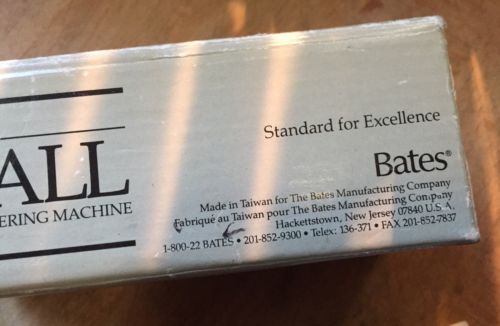 Standard for Excellence
Bates®
ALL
ERING MACHINE
Made in Taiwan for The Bates Manufacturing Company
Fabriqué au Taiwan pour The Bates Manufacturing Company
Hackettstown, New Jersey 07840 U.S.A.
1-800-22 BATES • 201-852-9300 • Telex: 136-371 • FAX 201-852-7837